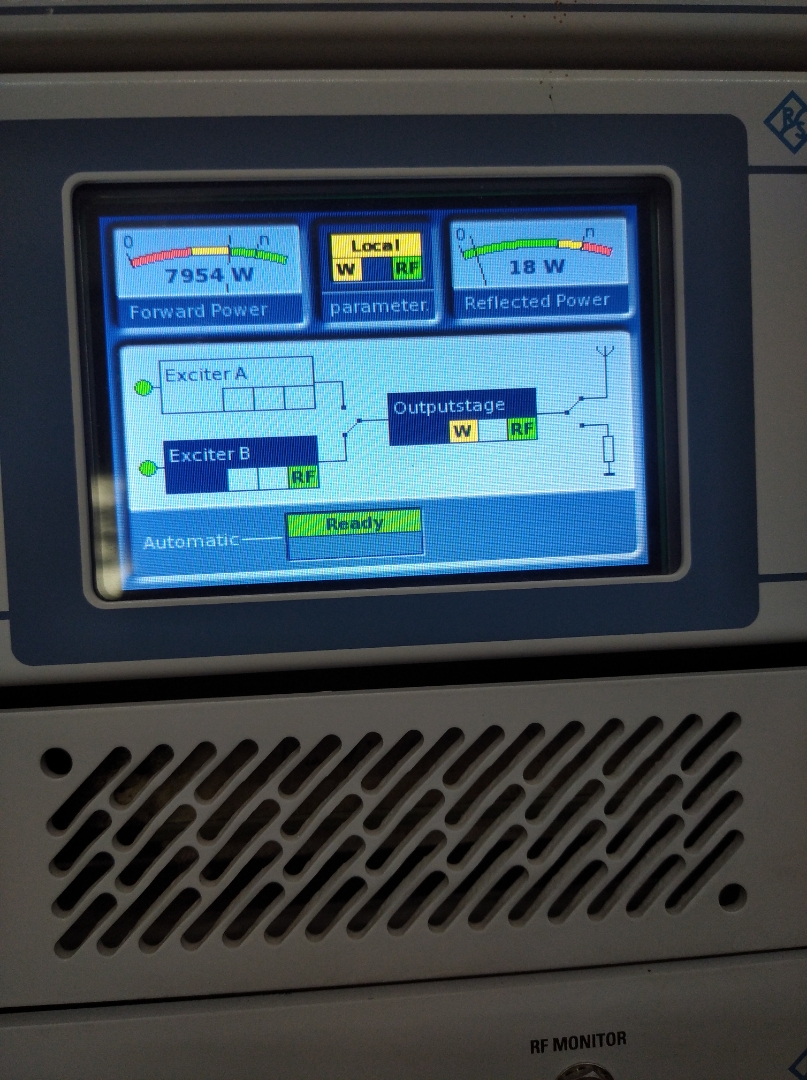 0 n
7954 W
Forward Power
Local
W RF
parameter
0 n
18 W
Reflected Power
Exciter A
Exciter B
RF
Outputstage
W RF
Automatic
Ready
RF MONITOR